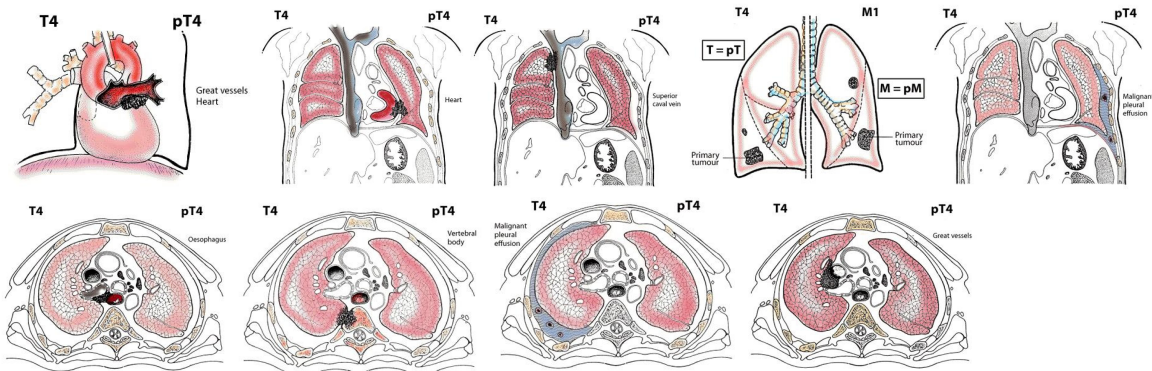 T4
pT4
Great vessels
Heart
T4
pT4
Heart
T4
pT4
Superior
caval vein
T4
M1
T = pT
M = pM
Primary
tumour
Primary
tumour
T4
pT4
Malignant
pleural
effusion
T4
pT4
Oesophagus
T4
pT4
Vertebral
body
T4
pT4
Malignant
pleural
effusion
T4
pT4
Great vessels